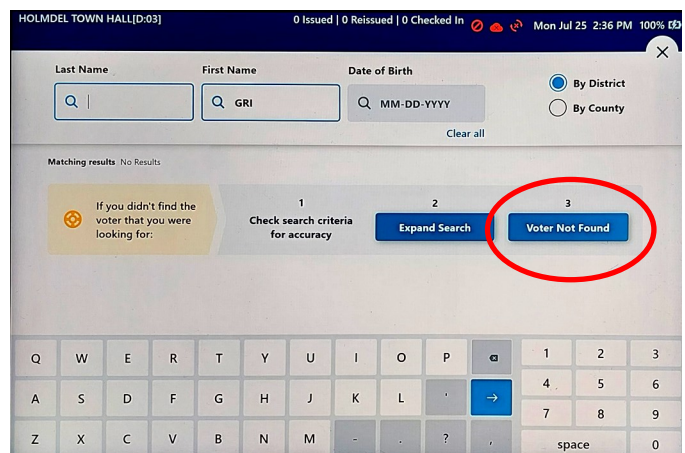 HOLMDEL TOWN HALL[D:03] 0 Issued | 0 Reissued | 0 Checked In Mon Jul 25 2:36 PM 100%
Last Name First Name Date of Birth
By District
GRI MM-DD-YYYY
By County
Clear all
Matching results No Results
If you didn't find the voter that you were looking for:
1
Check search criteria
for accuracy
2
Expand Search
3
Voter Not Found
Q W E R T Y U I O P 1 2 3
A S D F G H J K L ' → 4 5 6
7 8 9
Z X C V B N M - . ? , space 0